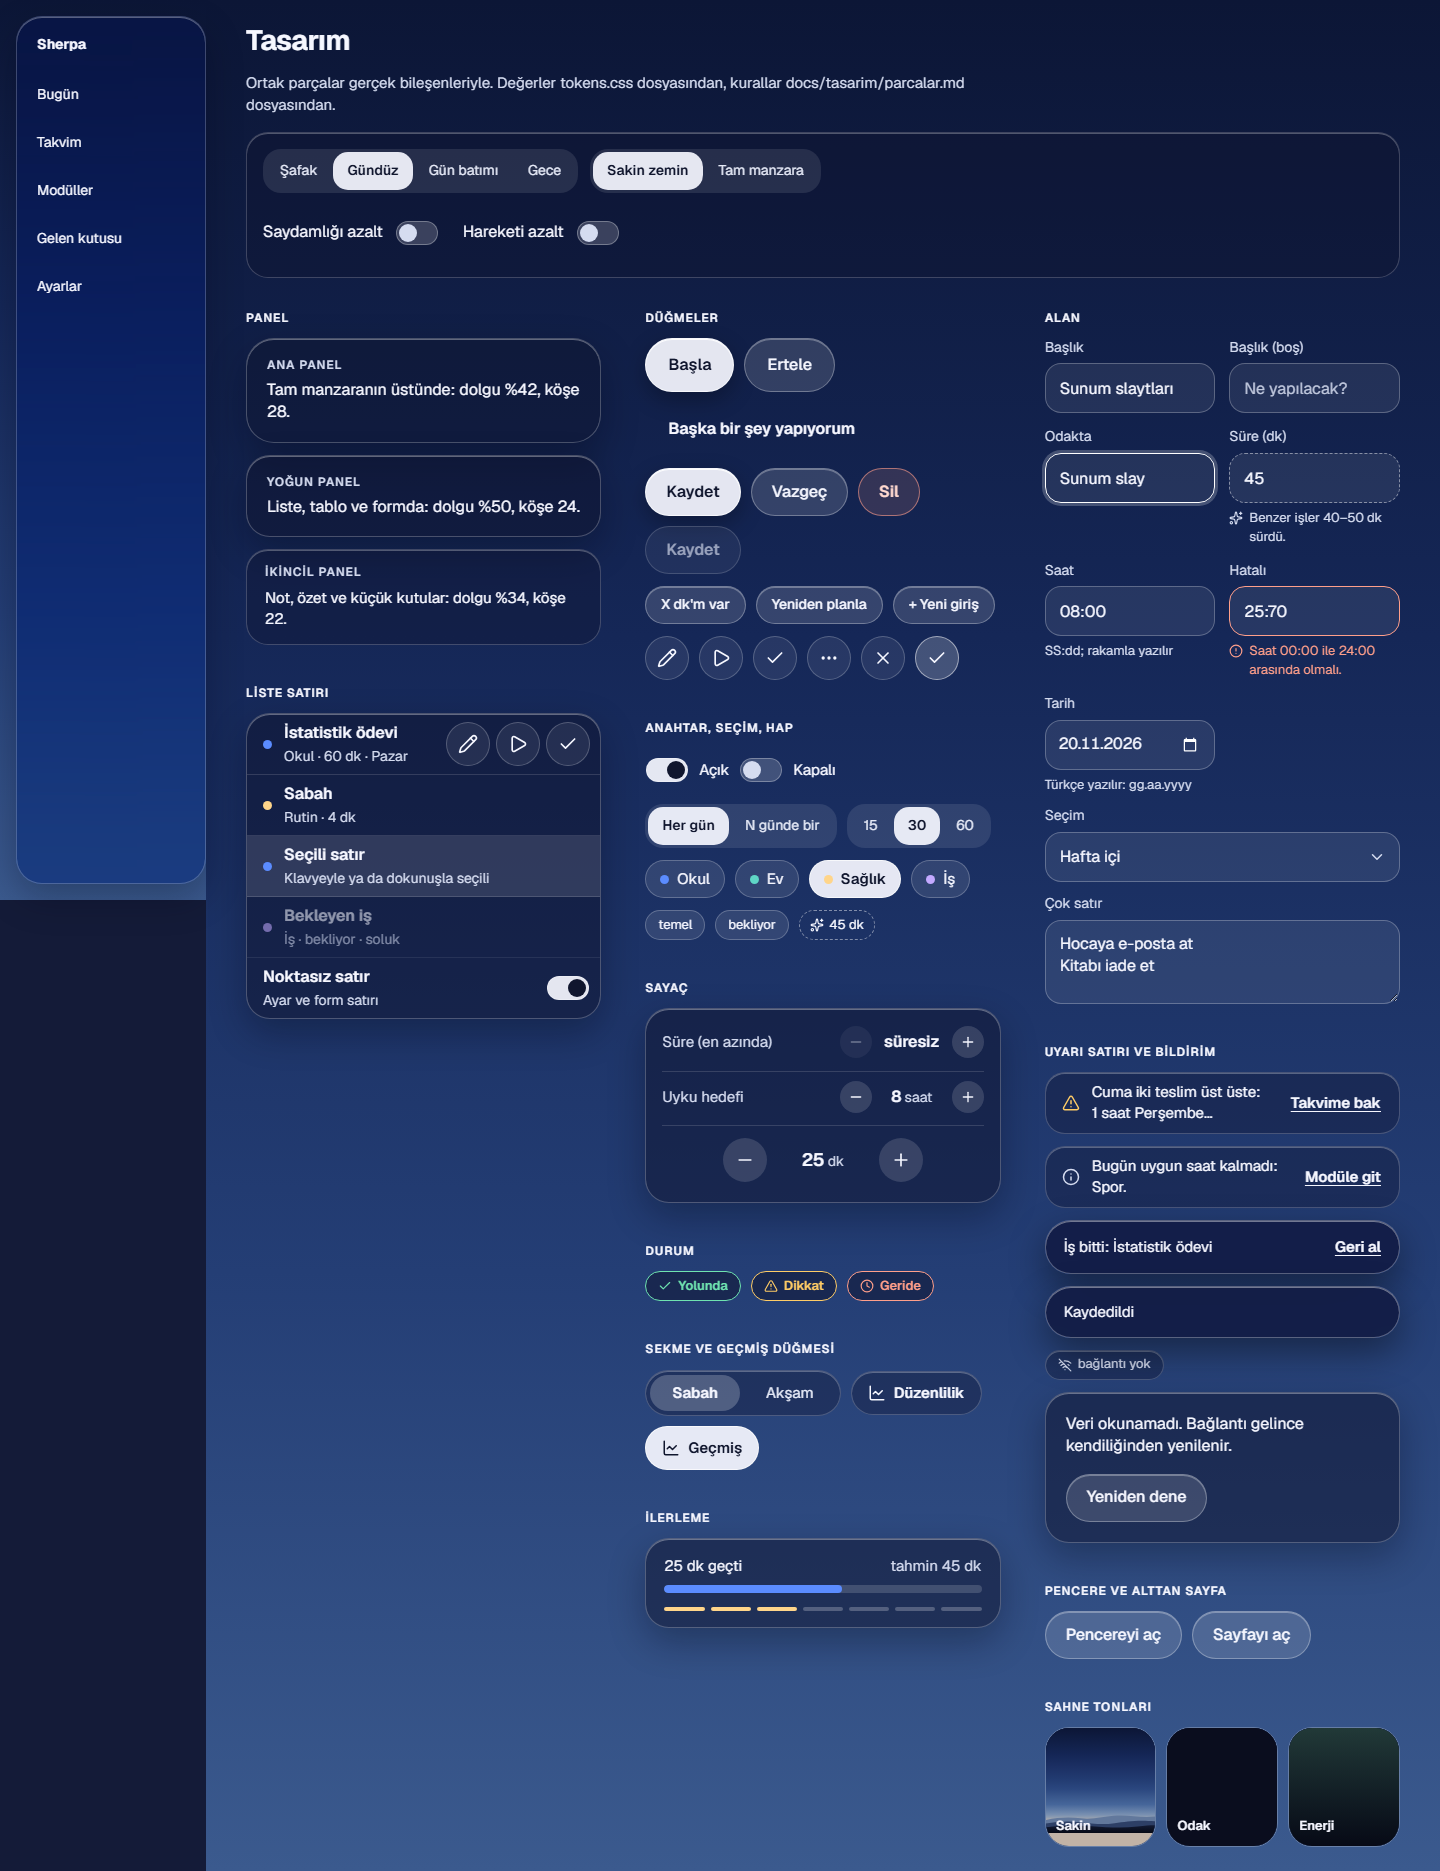 Sherpa
Bugün
Takvim
Modüller
Gelen kutusu
Ayarlar
Tasarım
Ortak parçalar gerçek bileşenleriyle. Değerler tokens.css dosyasından, kurallar docs/tasarim/parcalar.md
dosyasından.
Şafak Gündüz Gün batımı Gece Sakin zemin Tam manzara
Saydamlığı azalt Hareketi azalt
PANEL
ANA PANEL
Tam manzaranın üstünde: dolgu %42, köşe
28.
YOĞUN PANEL
Liste, tablo ve formda: dolgu %50, köşe 24.
İKİNCİL PANEL
Not, özet ve küçük kutular: dolgu %34, köşe
22.
LİSTE SATIRI
İstatistik ödevi
Okul · 60 dk · Pazar
Sabah
Rutin · 4 dk
Seçili satır
Klavyeyle ya da dokunuşla seçili
Bekleyen iş
İş · bekliyor · soluk
Noktasız satır
Ayar ve form satırı
DÜĞMELER
Başla Ertele
Başka bir şey yapıyorum
Kaydet Vazgeç Sil
Kaydet
X dk'm var Yeniden planla + Yeni giriş
ANAHTAR, SEÇİM, HAP
Açık Kapalı
Her gün N günde bir 15 30 60
Okul Ev Sağlık İş
temel bekliyor 45 dk
SAYAÇ
Süre (en azında) süresiz
Uyku hedefi 8 saat
25 dk
DURUM
Yolunda Dikkat Geride
SEKME VE GEÇMİŞ DÜĞMESİ
Sabah Akşam Düzenlilik
Geçmiş
İLERLEME
25 dk geçti tahmin 45 dk
ALAN
Başlık Başlık (boş)
Sunum slaytları Ne yapılacak?
Odakta Süre (dk)
Sunum slay 45
Benzer işler 40–50 dk
sürdü.
Saat Hatalı
08:00 25:70
SS:dd; rakamla yazılır Saat 00:00 ile 24:00
arasında olmalı.
Tarih
20.11.2026
Türkçe yazılır: gg.aa.yyyy
Seçim
Hafta içi
Çok satır
Hocaya e-posta at
Kitabı iade et
UYARI SATIRI VE BİLDİRİM
Cuma iki teslim üst üste:
1 saat Perşembe… Takvime bak
Bugün uygun saat kalmadı:
Spor. Modüle git
İş bitti: İstatistik ödevi Geri al
Kaydedildi
bağlantı yok
Veri okunamadı. Bağlantı gelince
kendiliğinden yenilenir.
Yeniden dene
PENCERE VE ALTTAN SAYFA
Pencereyi aç Sayfayı aç
SAHNE TONLARI
Sakin Odak Enerji